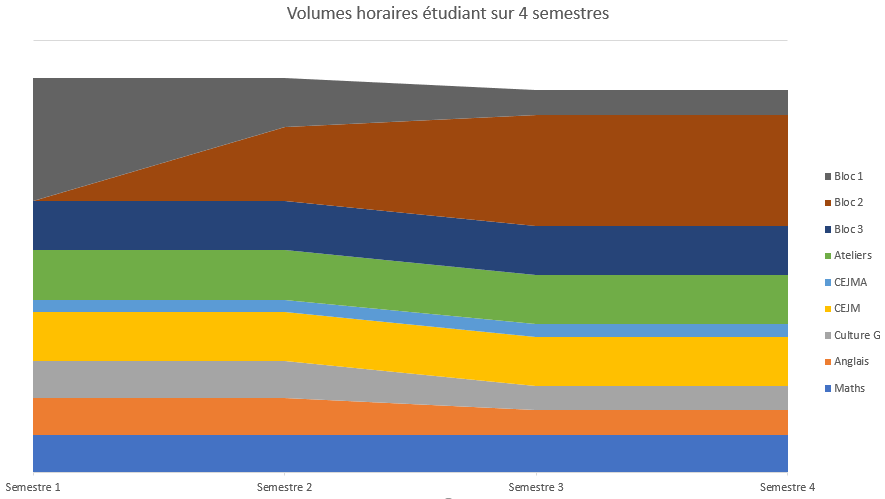 Volumes horaires étudiant sur 4 semestres
Bloc 1
Bloc 2
Bloc 3
Ateliers
CEJMA
CEJM
Culture G
Anglais
Maths
Semestre 1
Semestre 2
Semestre 3
Semestre 4